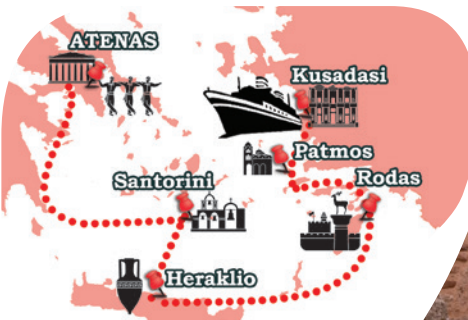 ATENAS
Kusadasi
Patmos
Rodas
Santorini
Heraklio